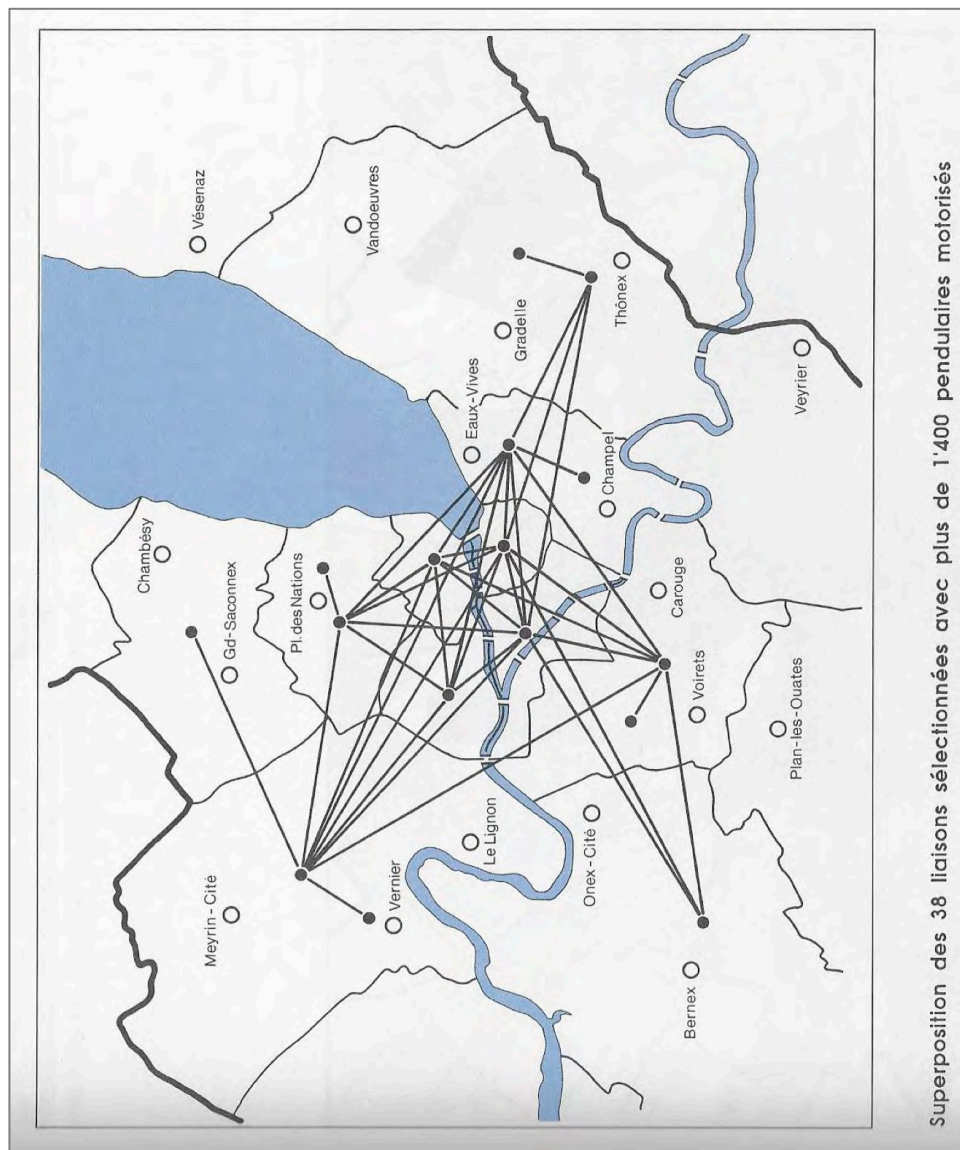 Meyrin-Cité
Vernier
Le Lignon
Onex-Cité
Bernex
Chambésy
Gd-Saconnex
Pl.des Nations
Carouge
Voirets
Plan-les-Ouates
Vésenaz
Vandoeuvres
Gradelle
Eaux-Vives
Champel
Thônex
Veyrier
Superposition des 38 liaisons sélectionnées avec plus de 1'400 pendulaires motorisés